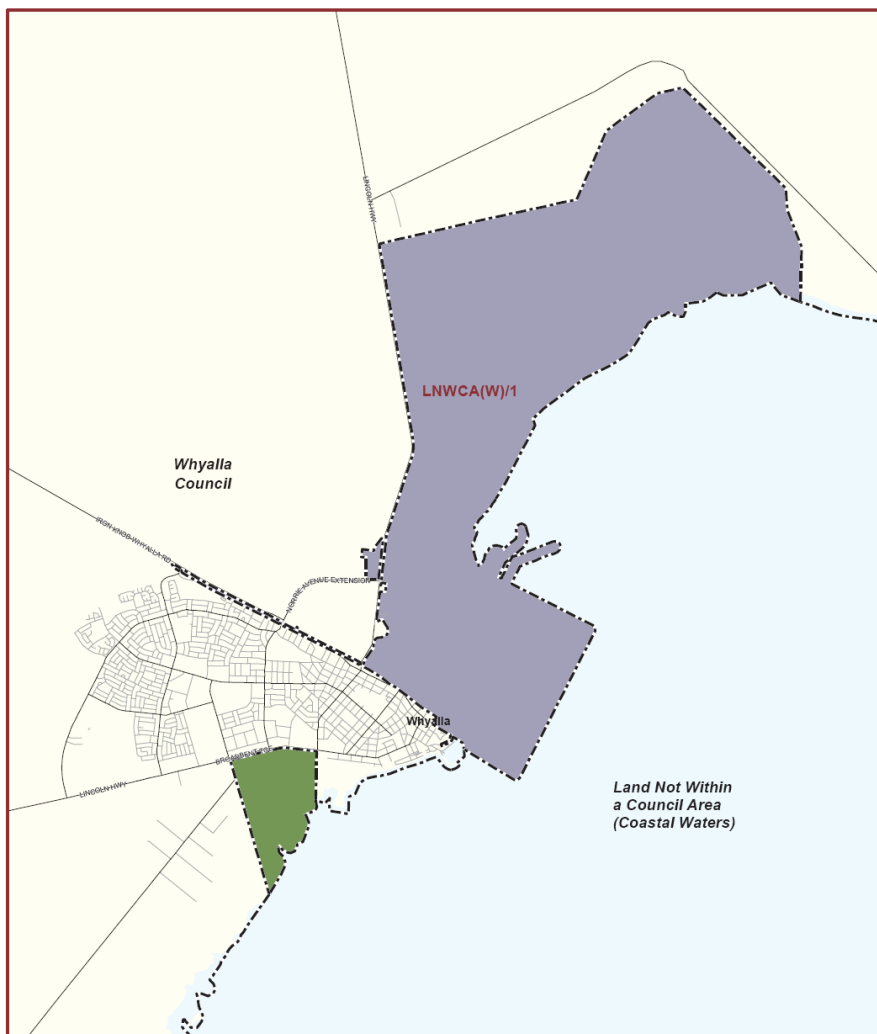 LINCOLN HWY
LNWCA(W)/1
Whyalla
Council
IRON KNOB-WHYALLA RD
NORRIE AVENUE EXTENSION
Whyalla
BROADBENT TCE
LINCOLN HWY
Land Not Within
a Council Area
(Coastal Waters)